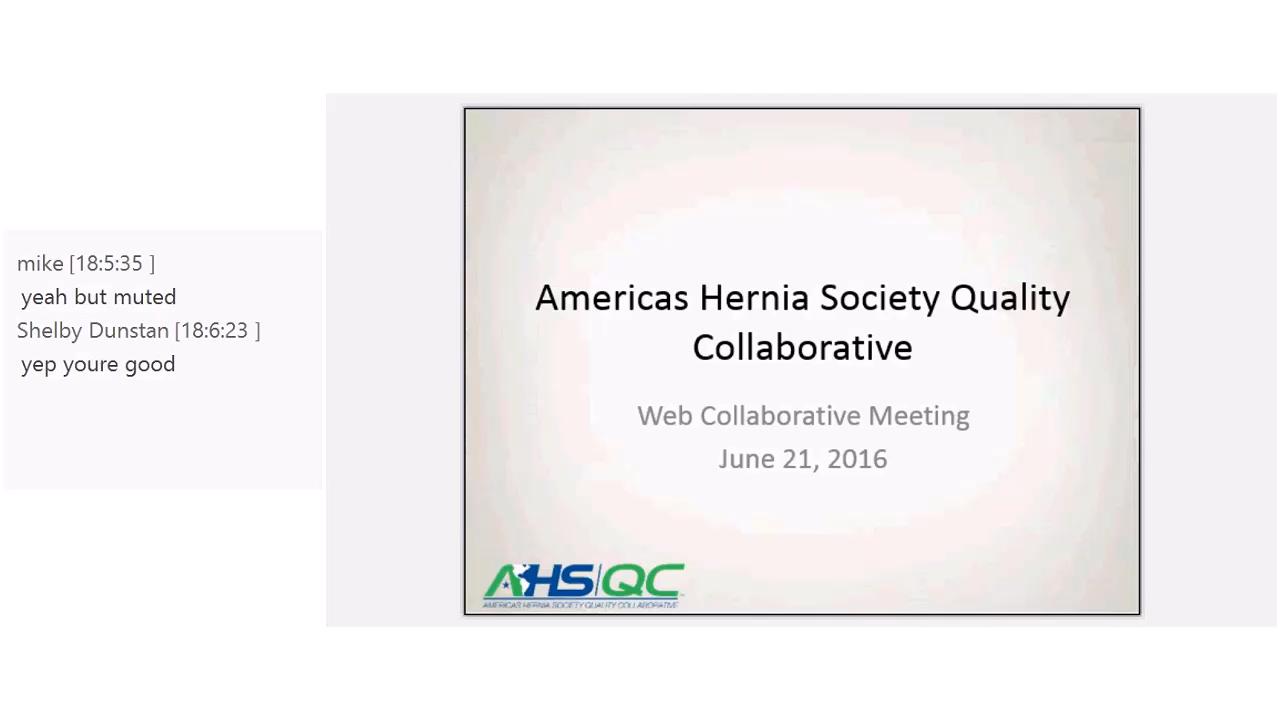 mike [18:5:35 ]
yeah but muted
Shelby Dunstan [18:6:23 ]
yep youre good
Americas Hernia Society Quality
Collaborative
Web Collaborative Meeting
June 21, 2016
AHS|QC
AMERICAS HERNIA SOCIETY QUALITY COLLABORATIVE